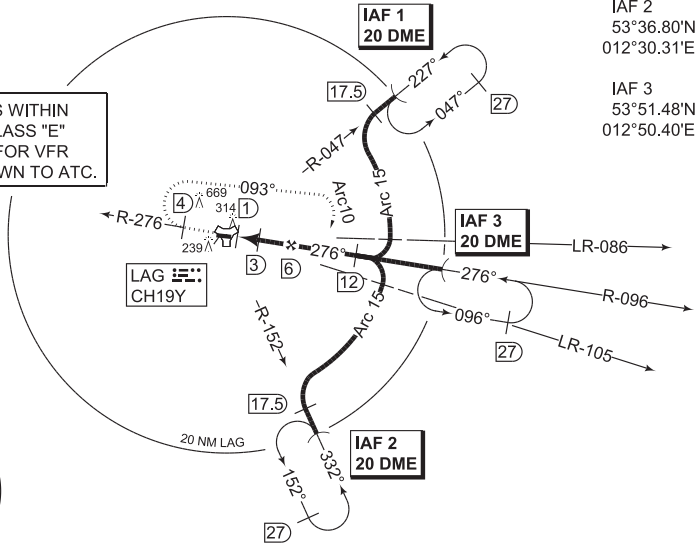 IAF 1
20 DME
IAF 2
53°36.80'N
012°30.31'E
IAF 3
53°51.48'N
012°50.40'E
S WITHIN
LASS "E"
FOR VFR
WN TO ATC.
227°
047°
27
17.5
R-047
Arc 15
Arc10
093°
669
4
314
1
239
R-276
LAG
CH19Y
3
6
276°
12
IAF 3
20 DME
LR-086
276°
R-096
096°
27
LR-105
Arc 15
R-152
17.5
20 NM LAG
IAF 2
20 DME
332°
152°
27